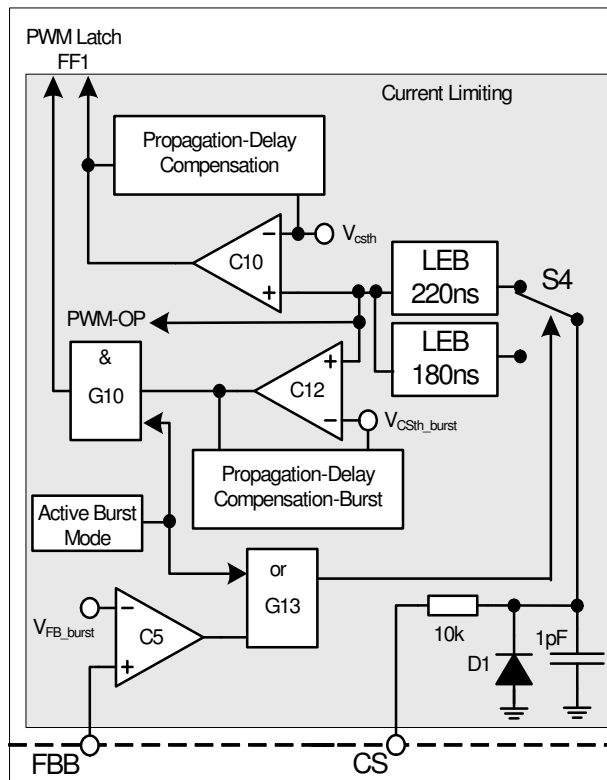 PWM Latch
FF1
Current Limiting
Propagation-Delay
Compensation
−
Vcsth
C10
+
LEB
220ns
S4
PWM-OP
LEB
180ns
&
G10
+
C12
−
VCSth_burst
Propagation-Delay
Compensation-Burst
Active Burst
Mode
or
G13
−
VFB_burst
C5
+
10k
1pF
D1
FBB
CS